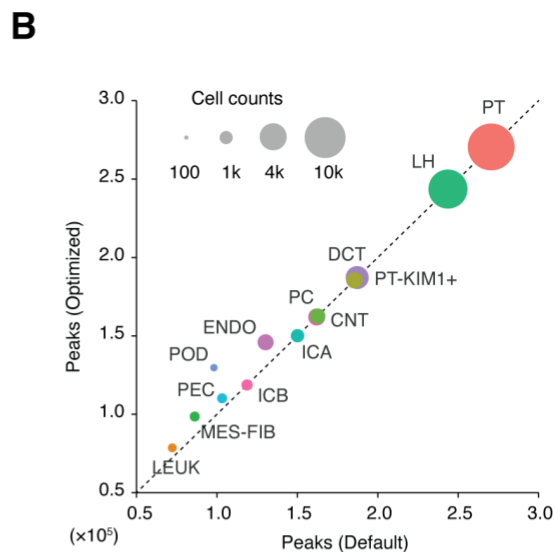 B
Cell counts
100 1k 4k 10k
3.0
2.5
2.0
1.5
1.0
0.5
Peaks (Optimized)
PT
LH
DCT
PT-KIM1+
PC
CNT
ENDO
ICA
POD
PEC
ICB
MES-FIB
LEUK
0.5 1.0 1.5 2.0 2.5 3.0
(×10⁵)
Peaks (Default)